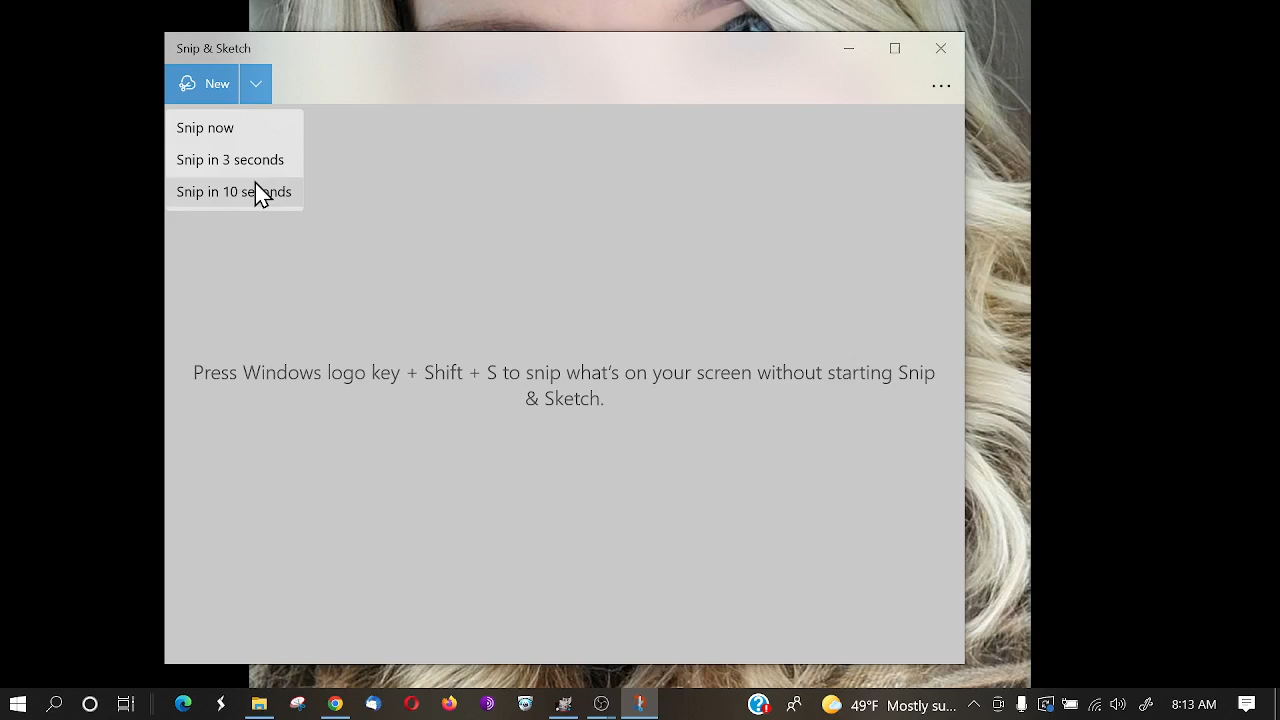 Snip & Sketch
New
...
Snip now
Snip in 3 seconds
Snip in 10 seconds
Press Windows logo key + Shift + S to snip what's on your screen without starting Snip
& Sketch.
49°F Mostly su...
8:13 AM